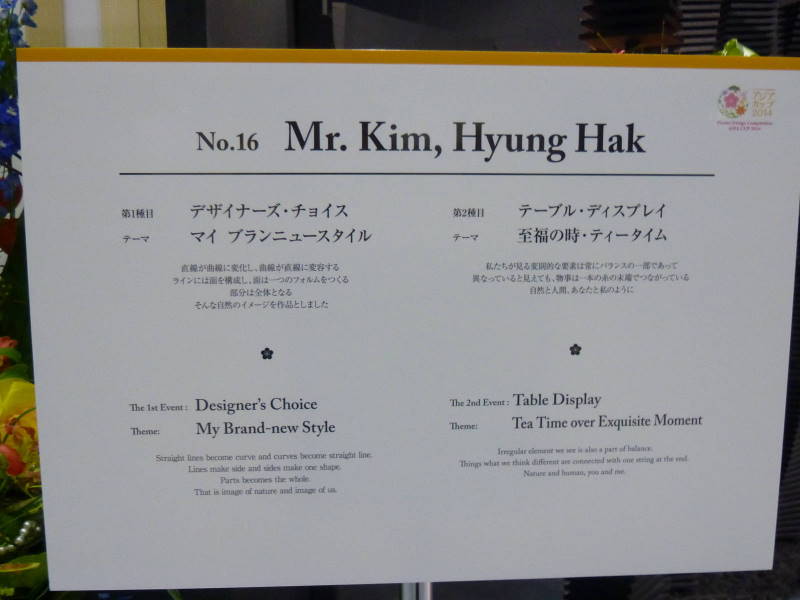 アジア
カップ
2014
Flower Design Competition
ASIA CUP 2014
No.16 Mr. Kim, Hyung Hak
第1種目 デザイナーズ・チョイス
テーマ マイ ブランニュースタイル
直線が曲線に変化し、曲線が直線に変容する
ラインには面を構成し、面は一つのフォルムをつくる
部分は全体となる
そんな自然のイメージを作品としました
第2種目 テーブル・ディスプレイ
テーマ 至福の時・ティータイム
私たちが見る変則的な要素は常にバランスの一部であって
異なっていると見えても、物事は一本の糸の末端でつながっている
自然と人間、あなたと私のように
The 1st Event : Designer's Choice
Theme: My Brand-new Style
Straight lines become curve and curves become straight line.
Lines make side and sides make one shape.
Parts becomes the whole.
That is image of nature and image of us.
The 2nd Event : Table Display
Theme: Tea Time over Exquisite Moment
Irregular element we see is also a part of balance.
Things what we think different are connected with one string at the end.
Nature and human, you and me.